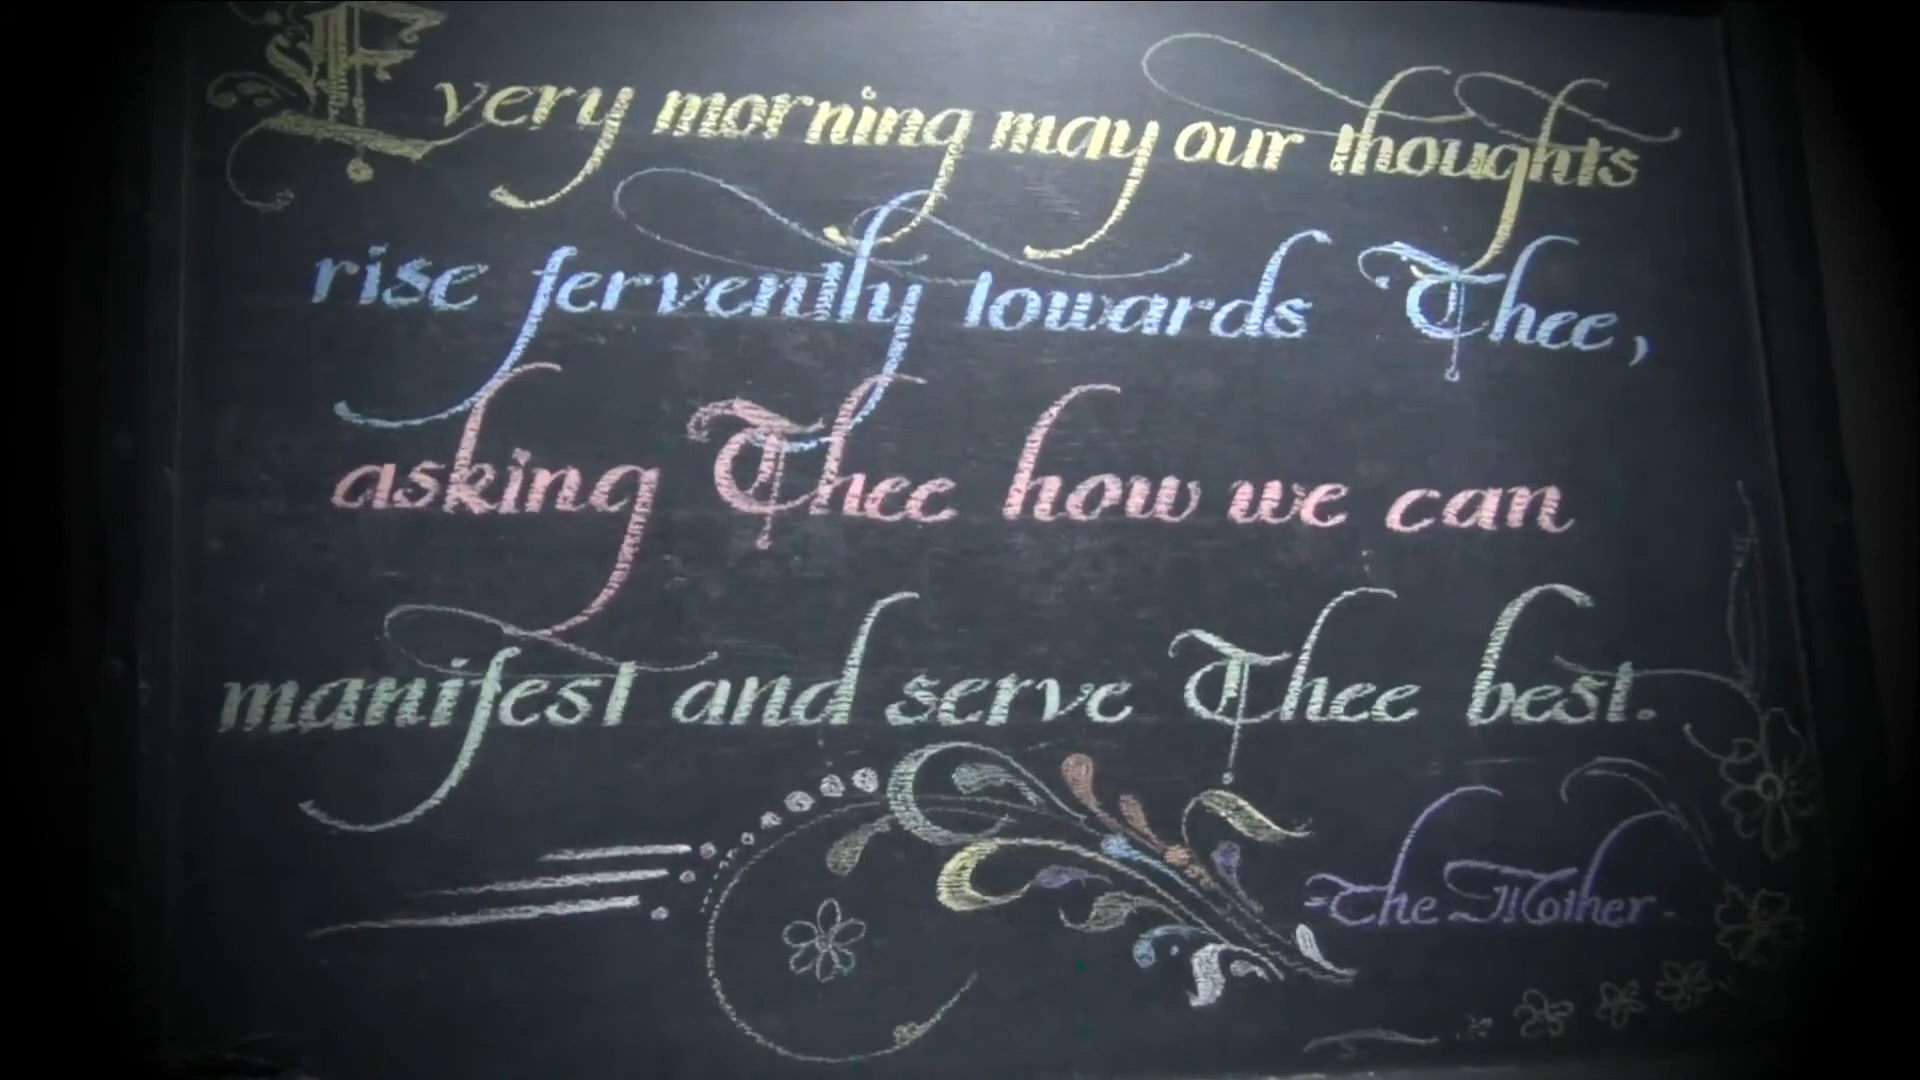 Every morning may our thoughts
rise fervently towards Thee,
asking Thee how we can
manifest and serve Thee best.
-The Mother-